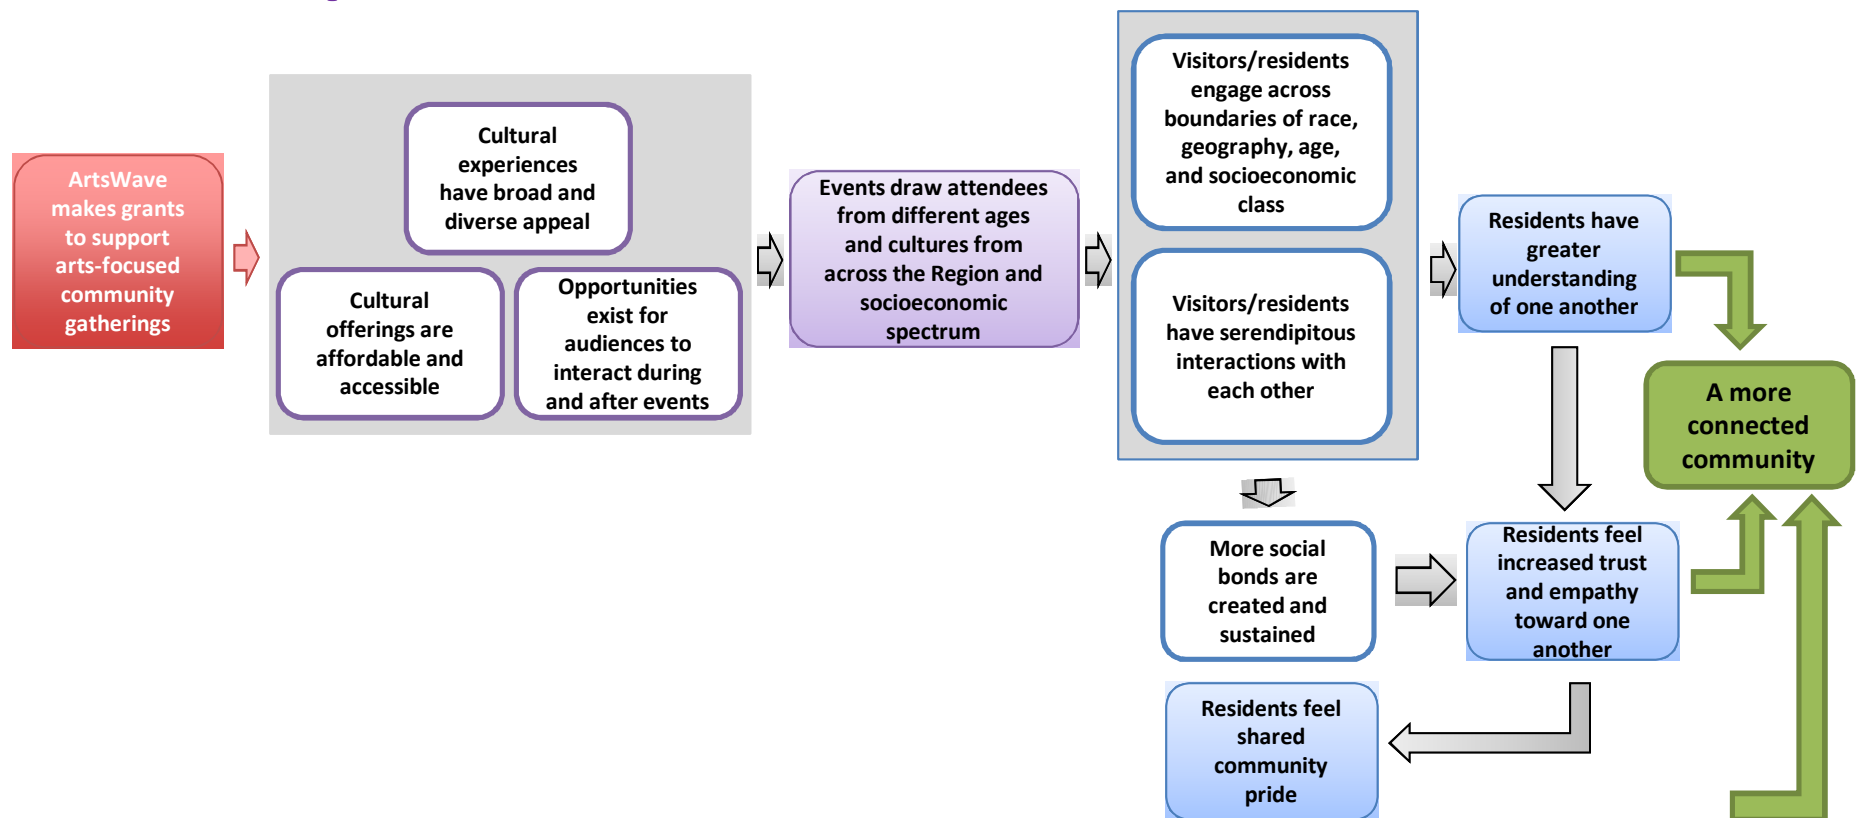 ArtsWave
makes grants
to support
arts-focused
community
gatherings
Cultural
experiences
have broad and
diverse appeal
Cultural
offerings are
affordable and
accessible
Opportunities
exist for
audiences to
interact during
and after events
Events draw attendees
from different ages
and cultures from
across the Region and
socioeconomic
spectrum
Visitors/residents
engage across
boundaries of race,
geography, age,
and socioeconomic
class
Visitors/residents
have serendipitous
interactions with
each other
Residents have
greater
understanding
of one another
A more
connected
community
More social
bonds are
created and
sustained
Residents feel
increased trust
and empathy
toward one
another
Residents feel
shared
community
pride